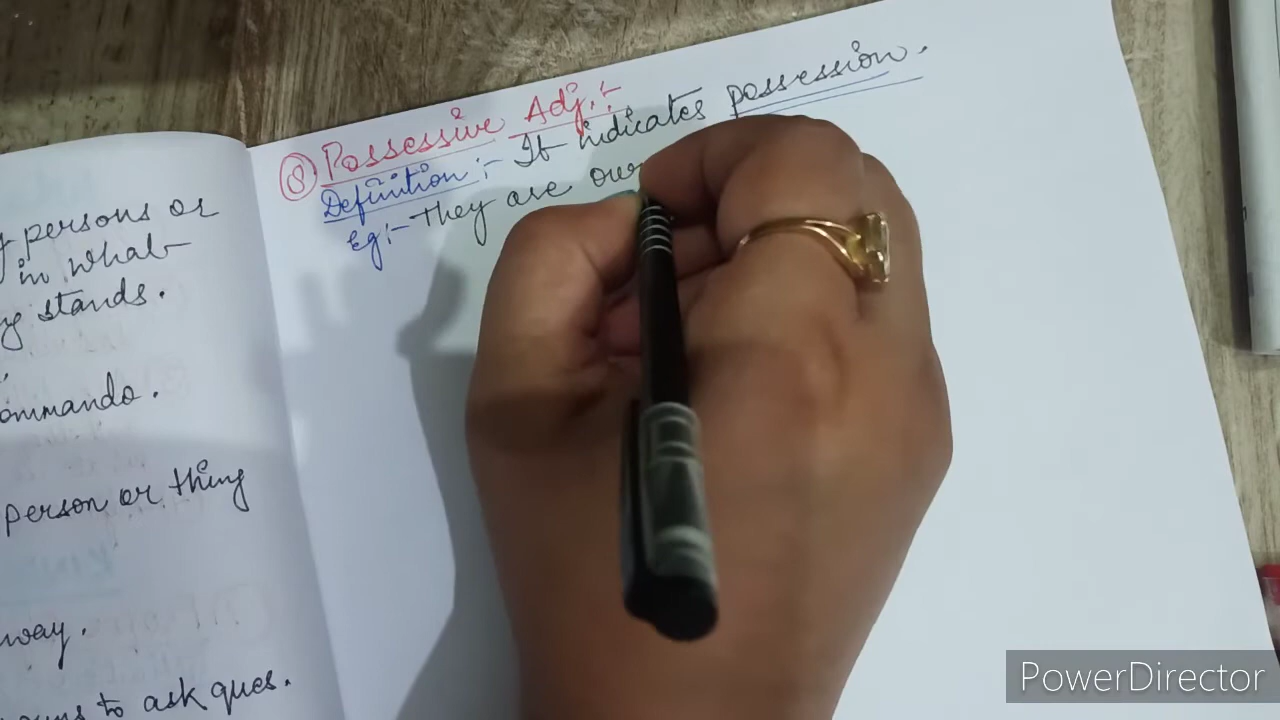 persons or
in what
stands.
person or thing
way.
to ask ques.
⑧ Possessive Adj. :-
Definition :- It indicates possession.
Eg :- They are our
PowerDirector